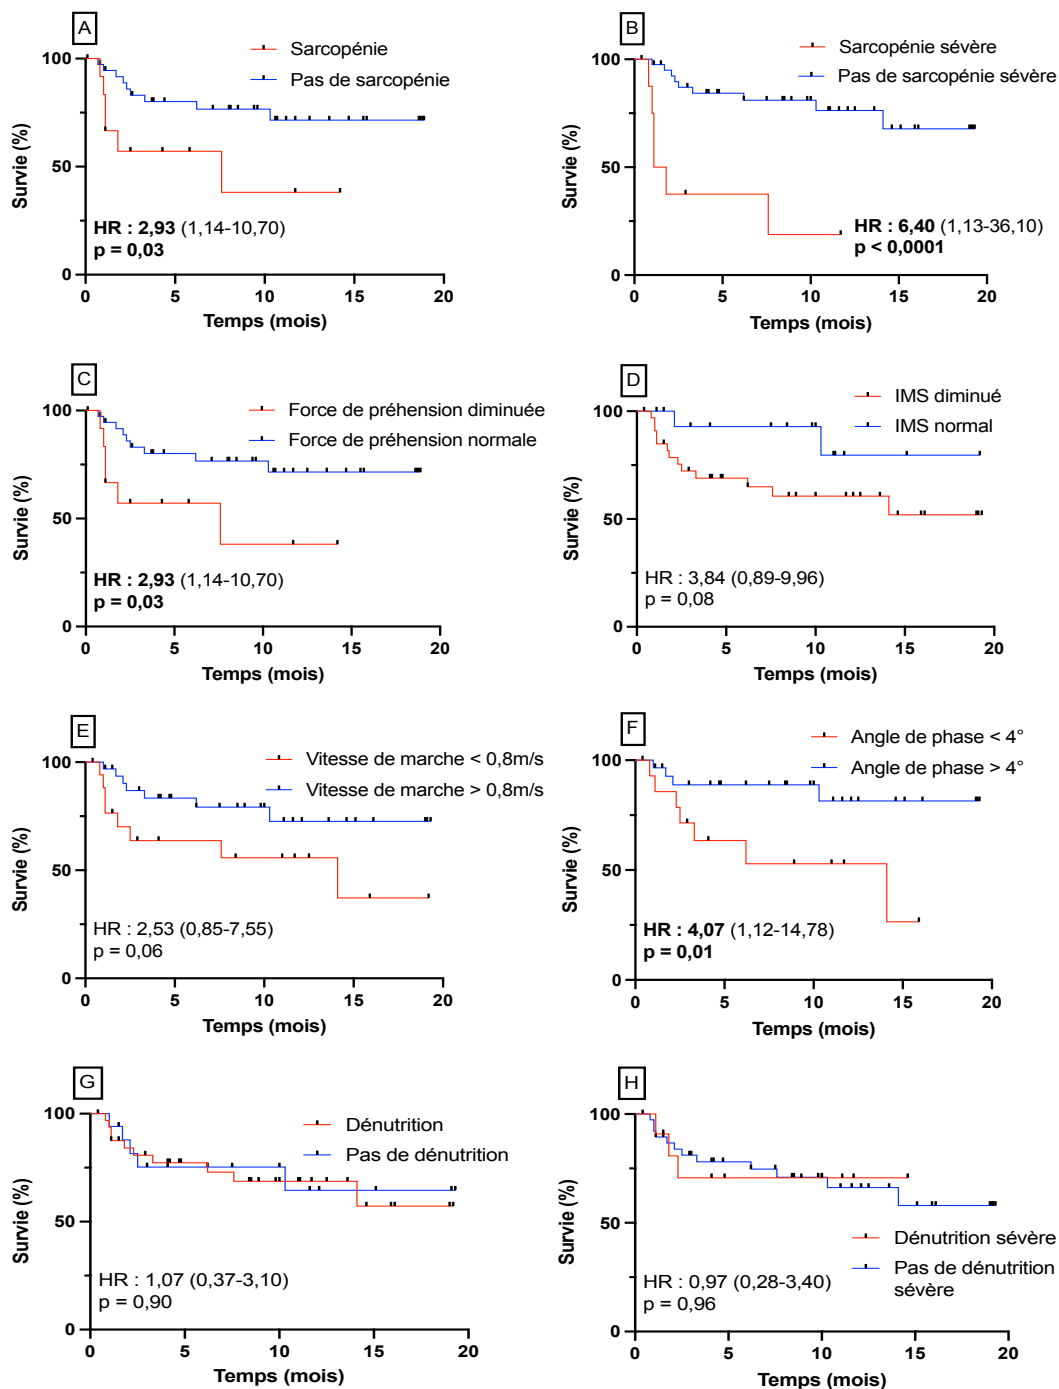 A
Sarcopénie
Pas de sarcopénie
100
50
0
Survie (%)
HR : 2,93 (1,14-10,70)
p = 0,03
0 5 10 15 20
Temps (mois)
B
Sarcopénie sévère
Pas de sarcopénie sévère
100
50
0
Survie (%)
HR : 6,40 (1,13-36,10)
p < 0,0001
0 5 10 15 20
Temps (mois)
C
Force de préhension diminuée
Force de préhension normale
100
50
0
Survie (%)
HR : 2,93 (1,14-10,70)
p = 0,03
0 5 10 15 20
Temps (mois)
D
IMS diminué
IMS normal
100
50
0
Survie (%)
HR : 3,84 (0,89-9,96)
p = 0,08
0 5 10 15 20
Temps (mois)
E
Vitesse de marche < 0,8m/s
Vitesse de marche > 0,8m/s
100
50
0
Survie (%)
HR : 2,53 (0,85-7,55)
p = 0,06
0 5 10 15 20
Temps (mois)
F
Angle de phase < 4°
Angle de phase > 4°
100
50
0
Survie (%)
HR : 4,07 (1,12-14,78)
p = 0,01
0 5 10 15 20
Temps (mois)
G
Dénutrition
Pas de dénutrition
100
50
0
Survie (%)
HR : 1,07 (0,37-3,10)
p = 0,90
0 5 10 15 20
Temps (mois)
H
100
50
0
Survie (%)
Dénutrition sévère
Pas de dénutrition
sévère
HR : 0,97 (0,28-3,40)
p = 0,96
0 5 10 15 20
Temps (mois)